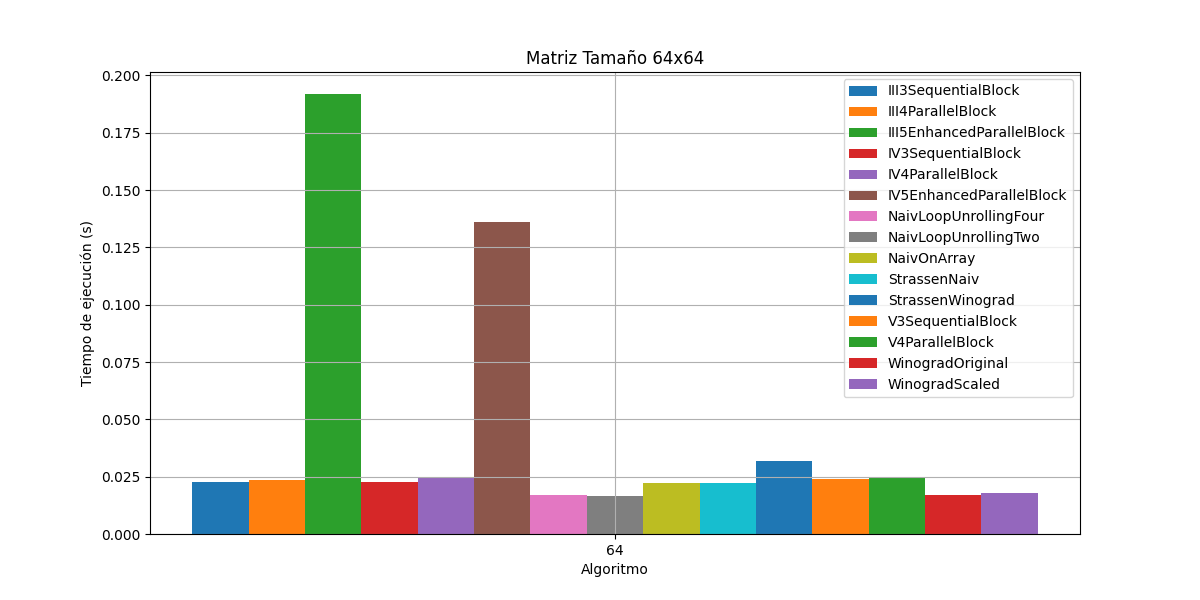 Matriz Tamaño 64x64
0.200
0.175
0.150
0.125
0.100
0.075
0.050
0.025
0.000
Tiempo de ejecución (s)
III3SequentialBlock
III4ParallelBlock
III5EnhancedParallelBlock
IV3SequentialBlock
IV4ParallelBlock
IV5EnhancedParallelBlock
NaivLoopUnrollingFour
NaivLoopUnrollingTwo
NaivOnArray
StrassenNaiv
StrassenWinograd
V3SequentialBlock
V4ParallelBlock
WinogradOriginal
WinogradScaled
64
Algoritmo